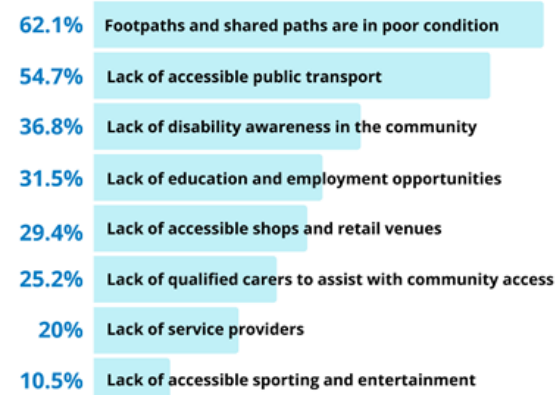 62.1% Footpaths and shared paths are in poor condition
54.7% Lack of accessible public transport
36.8% Lack of disability awareness in the community
31.5% Lack of education and employment opportunities
29.4% Lack of accessible shops and retail venues
25.2% Lack of qualified carers to assist with community access
20% Lack of service providers
10.5% Lack of accessible sporting and entertainment